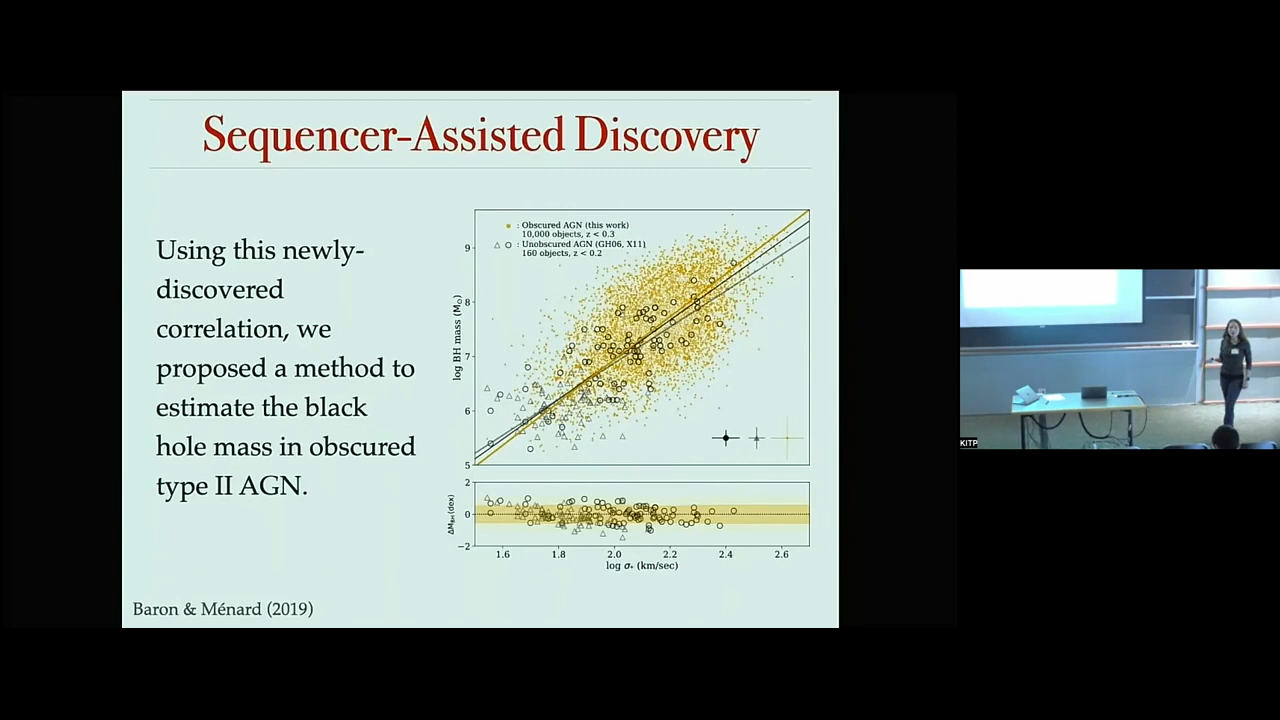 Sequencer-Assisted Discovery
Using this newly-
discovered
correlation, we
proposed a method to
estimate the black
hole mass in obscured
type II AGN.
: Obscured AGN (this work)
10,000 objects, z < 0.3
: Unobscured AGN (GH06, X11)
160 objects, z < 0.2
log BH mass (M⊙)
9
8
7
6
5
ΔM_BH (dex)
2
0
−2
1.6 1.8 2.0 2.2 2.4 2.6
log σ* (km/sec)
Baron & Ménard (2019)
KITP